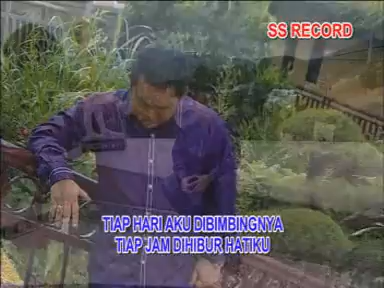 SS RECORD
TIAP HARI AKU DIBIMBINGNYA
TIAP JAM DIHIBUR HATIKU